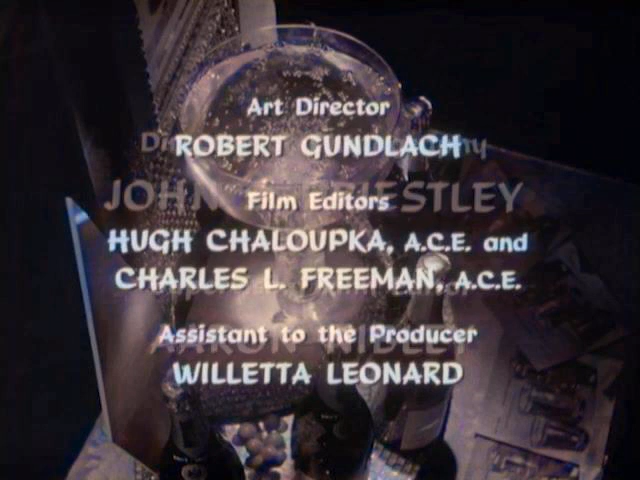 Art Director
ROBERT GUNDLACH
Film Editors
HUGH CHALOUPKA, A.C.E. and
CHARLES L. FREEMAN, A.C.E.
Assistant to the Producer
WILLETTA LEONARD